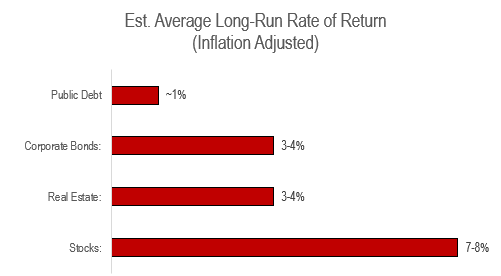 Est. Average Long-Run Rate of Return
(Inflation Adjusted)
Public Debt ~1%
Corporate Bonds: 3-4%
Real Estate: 3-4%
Stocks: 7-8%